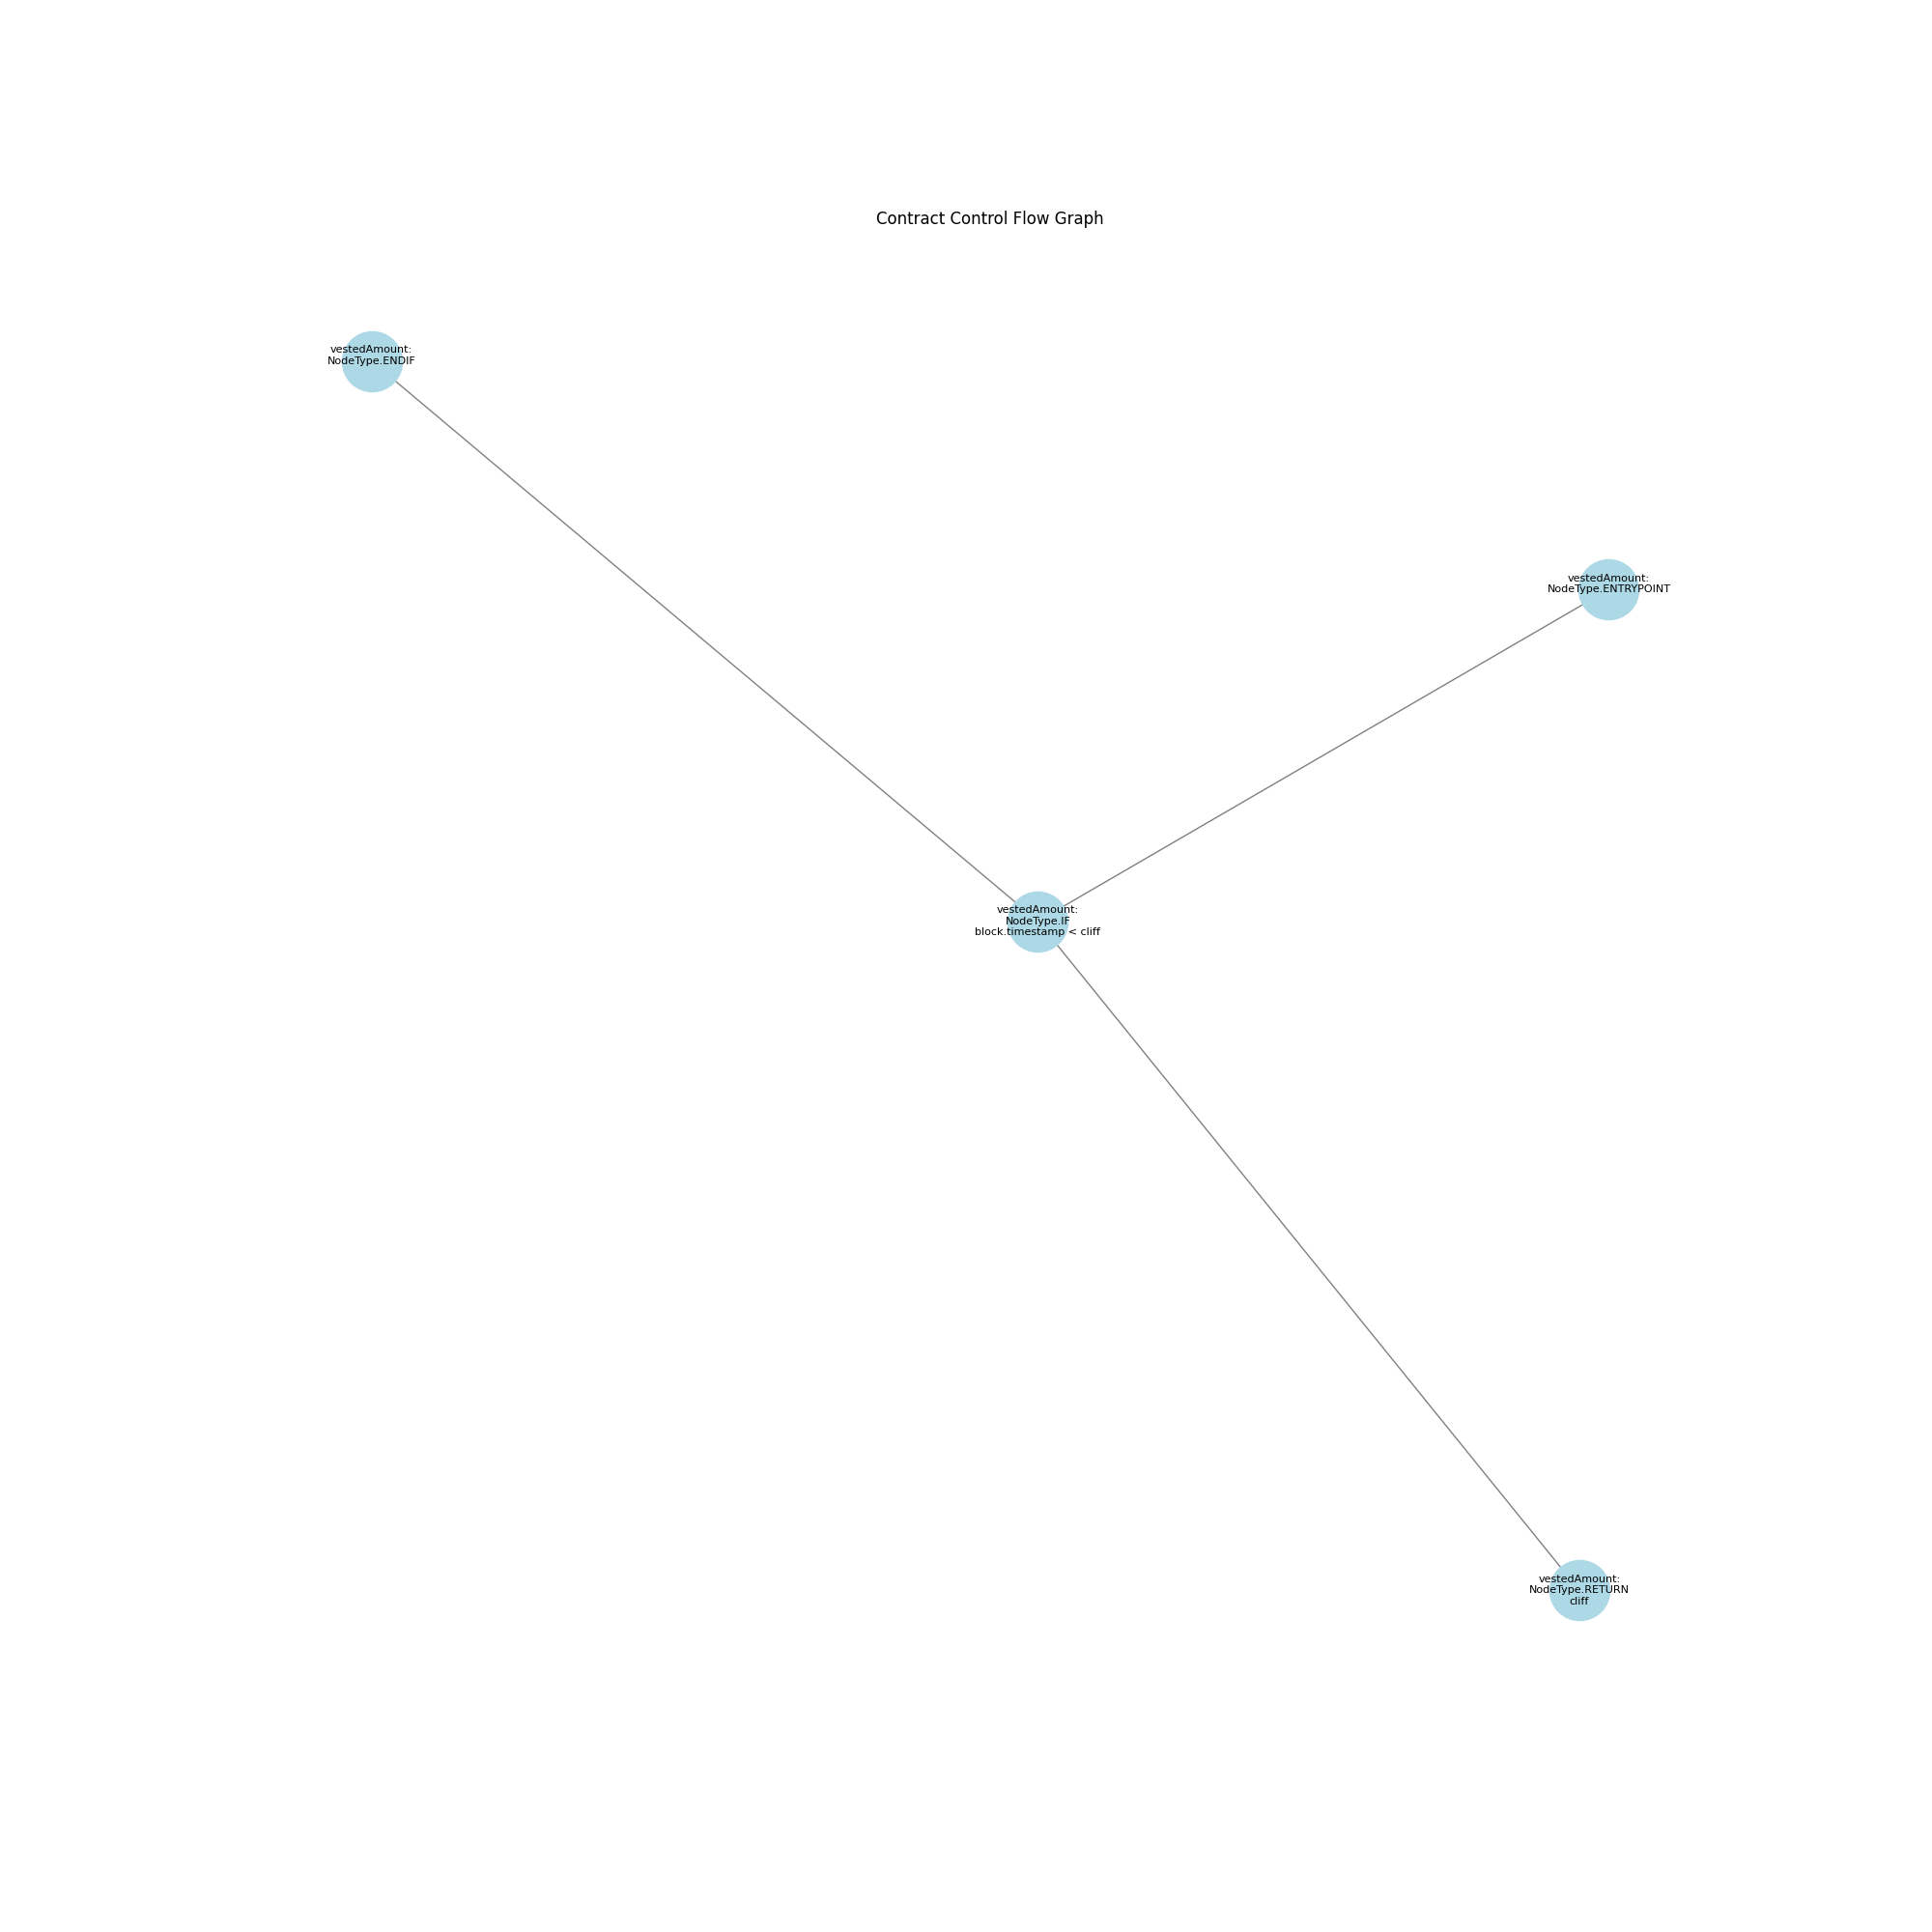 Contract Control Flow Graph
vestedAmount:
NodeType.ENDIF
vestedAmount:
NodeType.ENTRYPOINT
vestedAmount:
NodeType.IF
block.timestamp < cliff
vestedAmount:
NodeType.RETURN
cliff